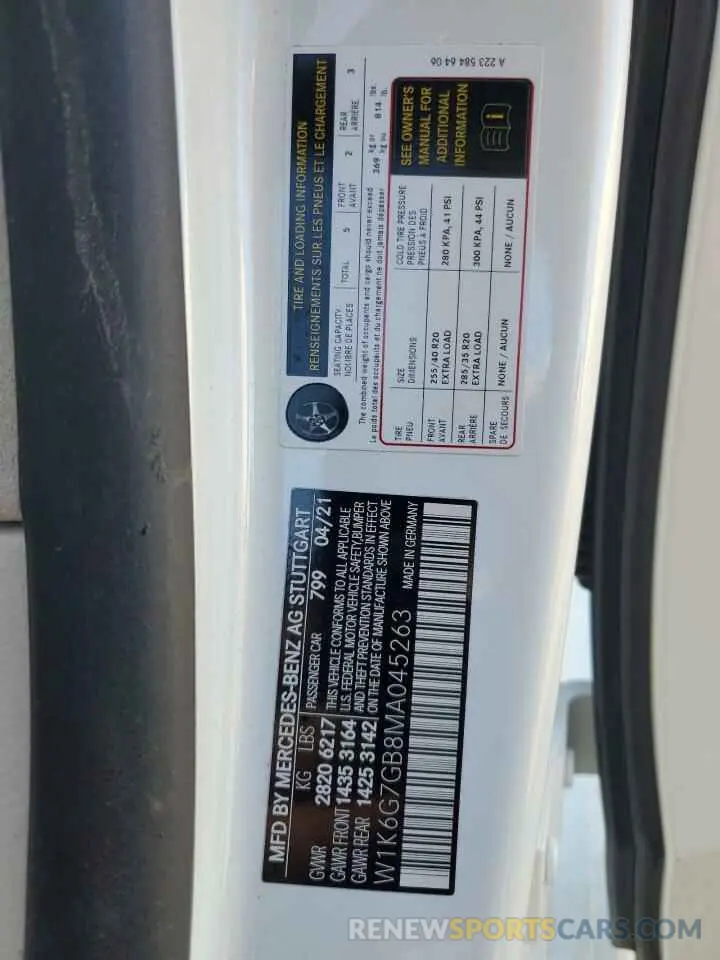 A 223 584 64 06
TIRE AND LOADING INFORMATION
RENSEIGNEMENTS SUR LES PNEUS ET LE CHARGEMENT
SEATING CAPACITY TOTAL 5 FRONT 2 REAR 3
NOMBRE DE PLACES AVANT ARRIÈRE
The combined weight of occupants and cargo should never exceed 369 kg or 814 lbs
Le poids total des occupants et du chargement ne doit jamais dépasser kg ou lb.
TIRE SIZE COLD TIRE PRESSURE
PNEU DIMENSIONS PRESSION DES
PNEUS À FROID
FRONT 255/40 R20 280 KPA, 41 PSI
AVANT EXTRA LOAD
REAR 285/35 R20 300 KPA, 44 PSI
ARRIÈRE EXTRA LOAD
SPARE NONE / AUCUN NONE / AUCUN
DE SECOURS
SEE OWNER'S
MANUAL FOR
ADDITIONAL
INFORMATION
MFD BY MERCEDES-BENZ AG STUTTGART
KG LBS PASSENGER CAR 799 04/21
GVWR 2820 6217
GAWR FRONT 1435 3164
GAWR REAR 1425 3142
THIS VEHICLE CONFORMS TO ALL APPLICABLE
U.S. FEDERAL MOTOR VEHICLE SAFETY,BUMPER
AND THEFT PREVENTION STANDARDS IN EFFECT
ON THE DATE OF MANUFACTURE SHOWN ABOVE
W1K6G7GB8MA045263 MADE IN GERMANY
RENEWSPORTSCARS.COM